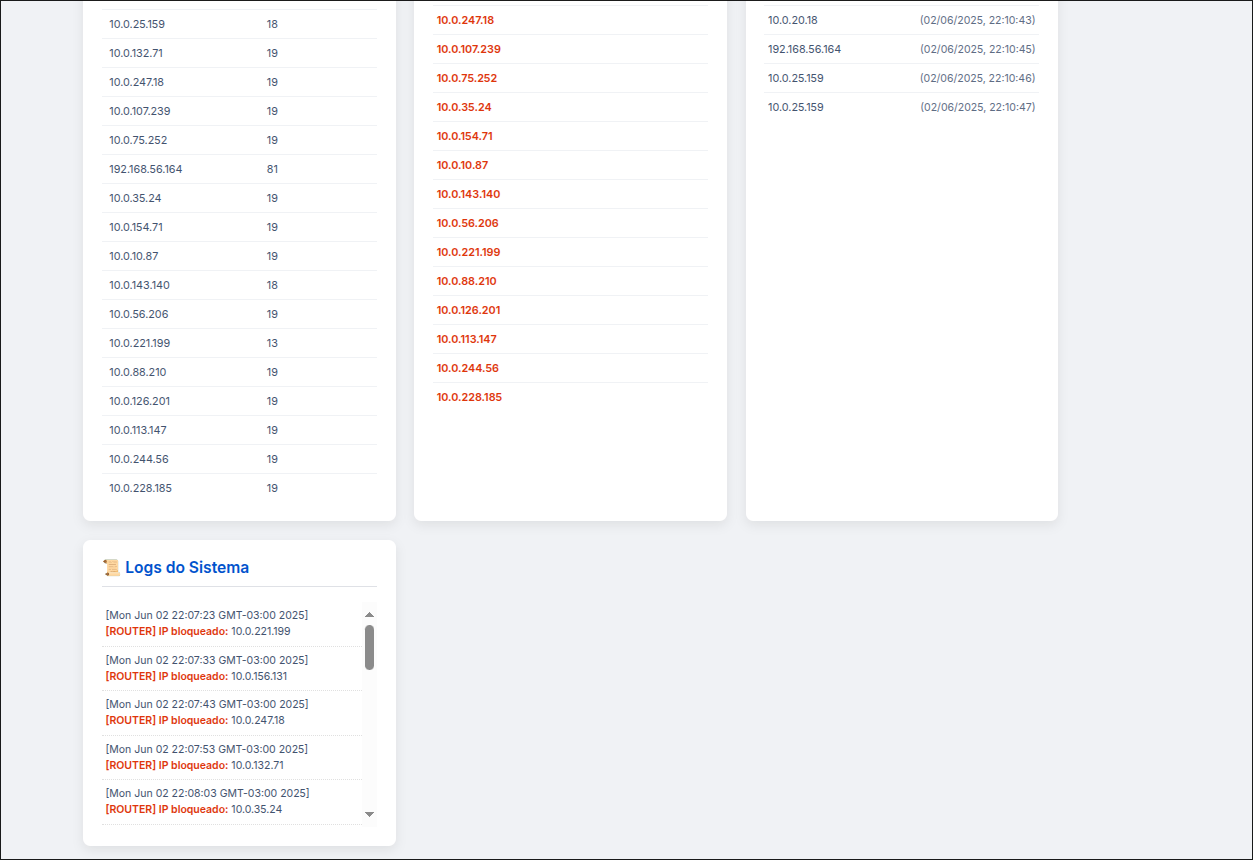 10.0.25.159 18
10.0.132.71 19
10.0.247.18 19
10.0.107.239 19
10.0.75.252 19
192.168.56.164 81
10.0.35.24 19
10.0.154.71 19
10.0.10.87 19
10.0.143.140 18
10.0.56.206 19
10.0.221.199 13
10.0.88.210 19
10.0.126.201 19
10.0.113.147 19
10.0.244.56 19
10.0.228.185 19
10.0.247.18
10.0.107.239
10.0.75.252
10.0.35.24
10.0.154.71
10.0.10.87
10.0.143.140
10.0.56.206
10.0.221.199
10.0.88.210
10.0.126.201
10.0.113.147
10.0.244.56
10.0.228.185
10.0.20.18 (02/06/2025, 22:10:43)
192.168.56.164 (02/06/2025, 22:10:45)
10.0.25.159 (02/06/2025, 22:10:46)
10.0.25.159 (02/06/2025, 22:10:47)
Logs do Sistema
[Mon Jun 02 22:07:23 GMT-03:00 2025]
[ROUTER] IP bloqueado: 10.0.221.199
[Mon Jun 02 22:07:33 GMT-03:00 2025]
[ROUTER] IP bloqueado: 10.0.156.131
[Mon Jun 02 22:07:43 GMT-03:00 2025]
[ROUTER] IP bloqueado: 10.0.247.18
[Mon Jun 02 22:07:53 GMT-03:00 2025]
[ROUTER] IP bloqueado: 10.0.132.71
[Mon Jun 02 22:08:03 GMT-03:00 2025]
[ROUTER] IP bloqueado: 10.0.35.24